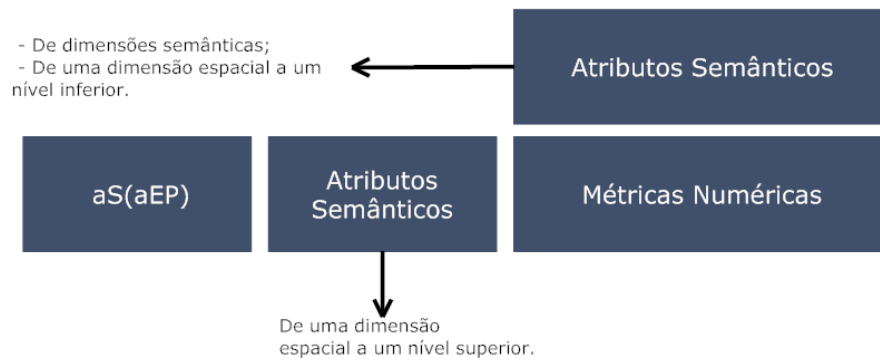 - De dimensões semânticas;
- De uma dimensão espacial a um
nível inferior.
Atributos Semânticos
aS(aEP)
Atributos
Semânticos
Métricas Numéricas
De uma dimensão
espacial a um nível superior.